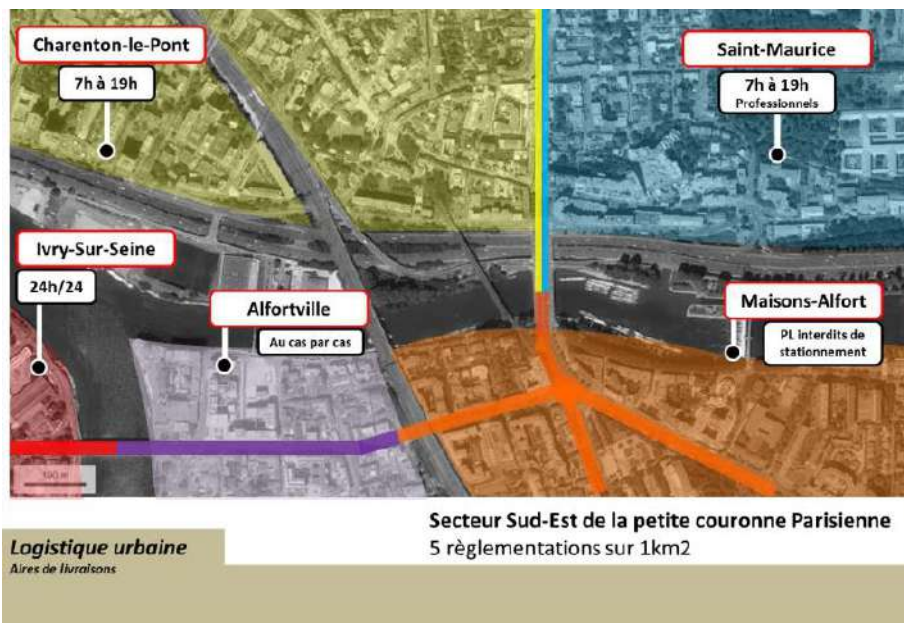 Charenton-le-Pont
7h à 19h
Saint-Maurice
7h à 19h
Professionnels
Ivry-Sur-Seine
24h/24
Alfortville
Au cas par cas
Maisons-Alfort
PL interdits de
stationnement
100 m
Secteur Sud-Est de la petite couronne Parisienne
5 règlementations sur 1km2
Logistique urbaine
Aires de livraisons